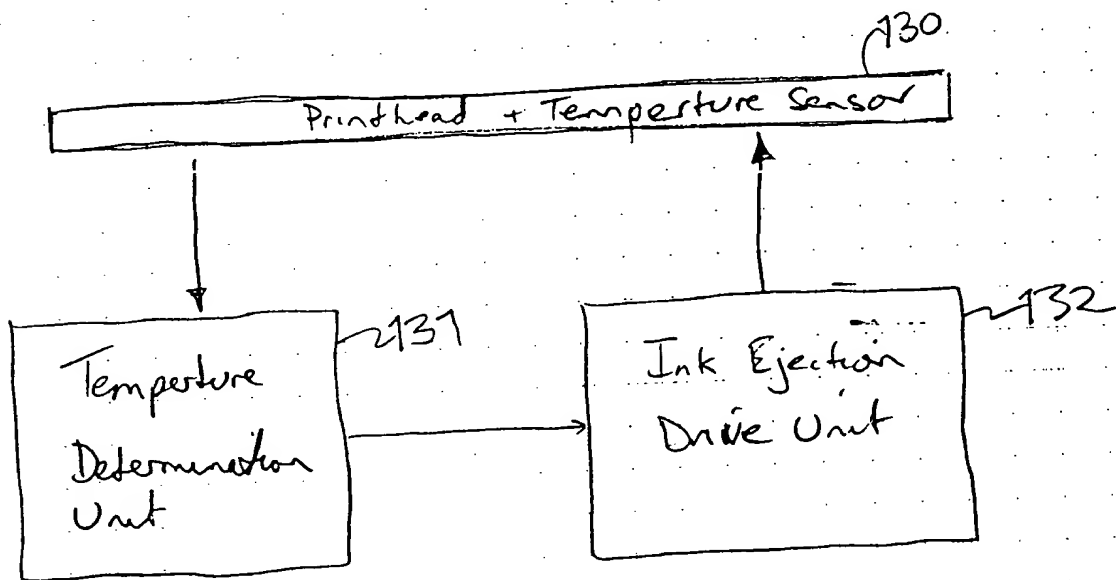 130
Printhead + Temperture Sensor
131
132
Temperture
Determination
Unit
Ink Ejection
Drive Unit